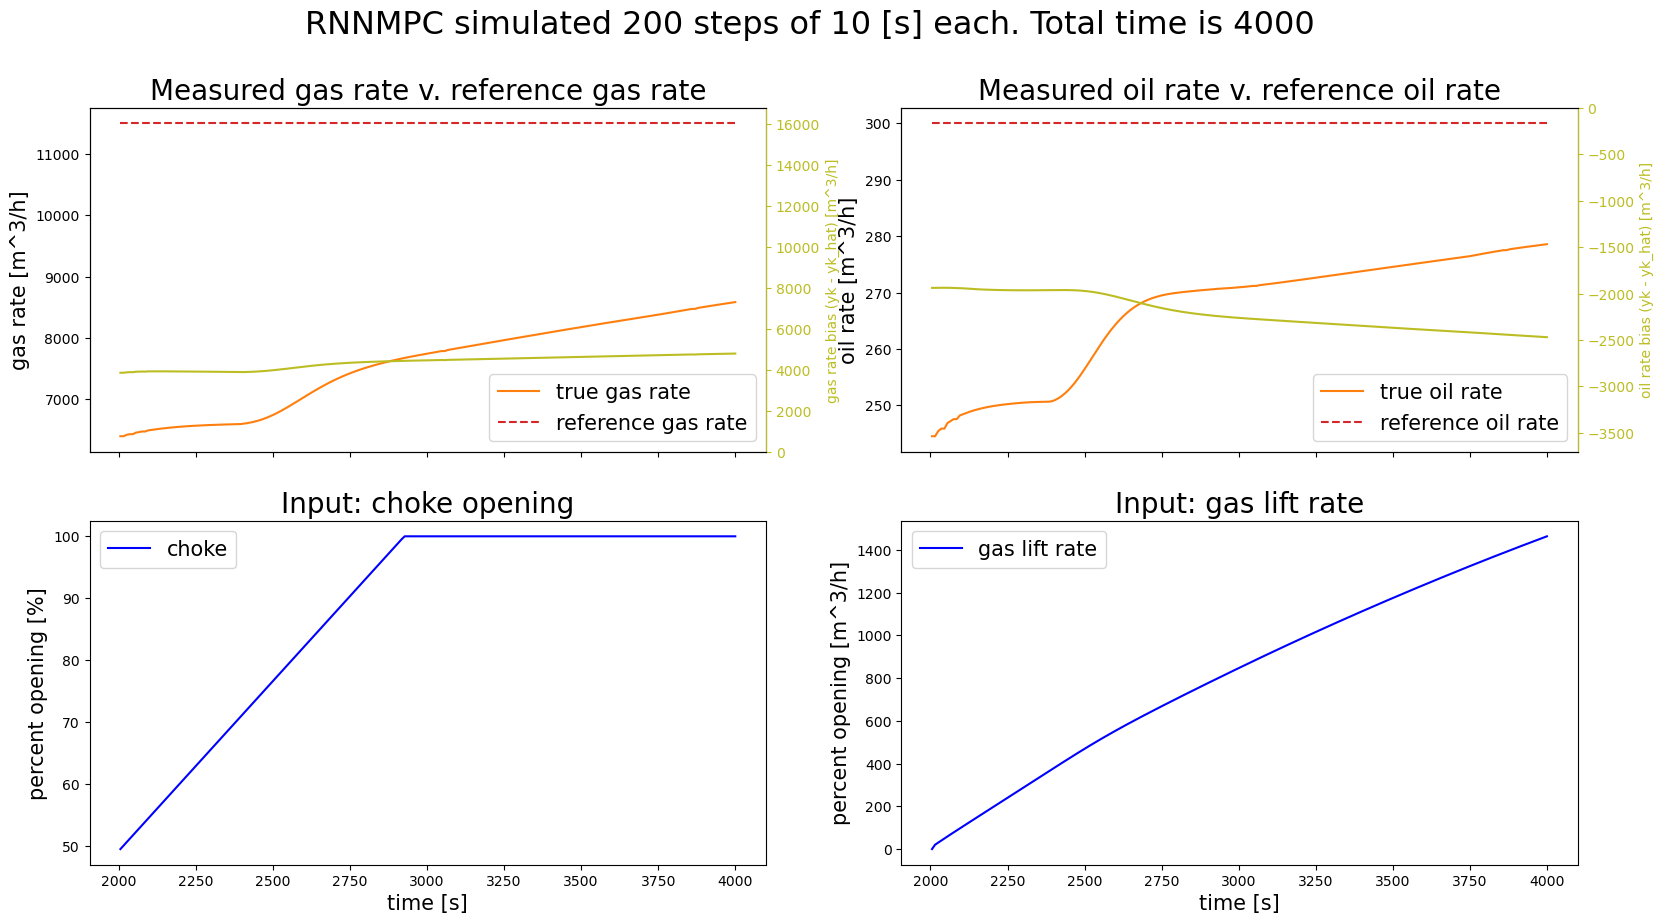 RNNMPC simulated 200 steps of 10 [s] each. Total time is 4000
Measured gas rate v. reference gas rate
gas rate [m^3/h]
11000
10000
9000
8000
7000
16000
14000
12000
10000
8000
6000
4000
2000
0
gas rate bias (yk - yk_hat) [m^3/h]
true gas rate
reference gas rate
Measured oil rate v. reference oil rate
oil rate [m^3/h]
300
290
280
270
260
250
0
−500
−1000
−1500
−2000
−2500
−3000
−3500
oil rate bias (yk - yk_hat) [m^3/h]
true oil rate
reference oil rate
Input: choke opening
percent opening [%]
100
90
80
70
60
50
choke
2000 2250 2500 2750 3000 3250 3500 3750 4000
time [s]
Input: gas lift rate
percent opening [m^3/h]
1400
1200
1000
800
600
400
200
0
gas lift rate
2000 2250 2500 2750 3000 3250 3500 3750 4000
time [s]